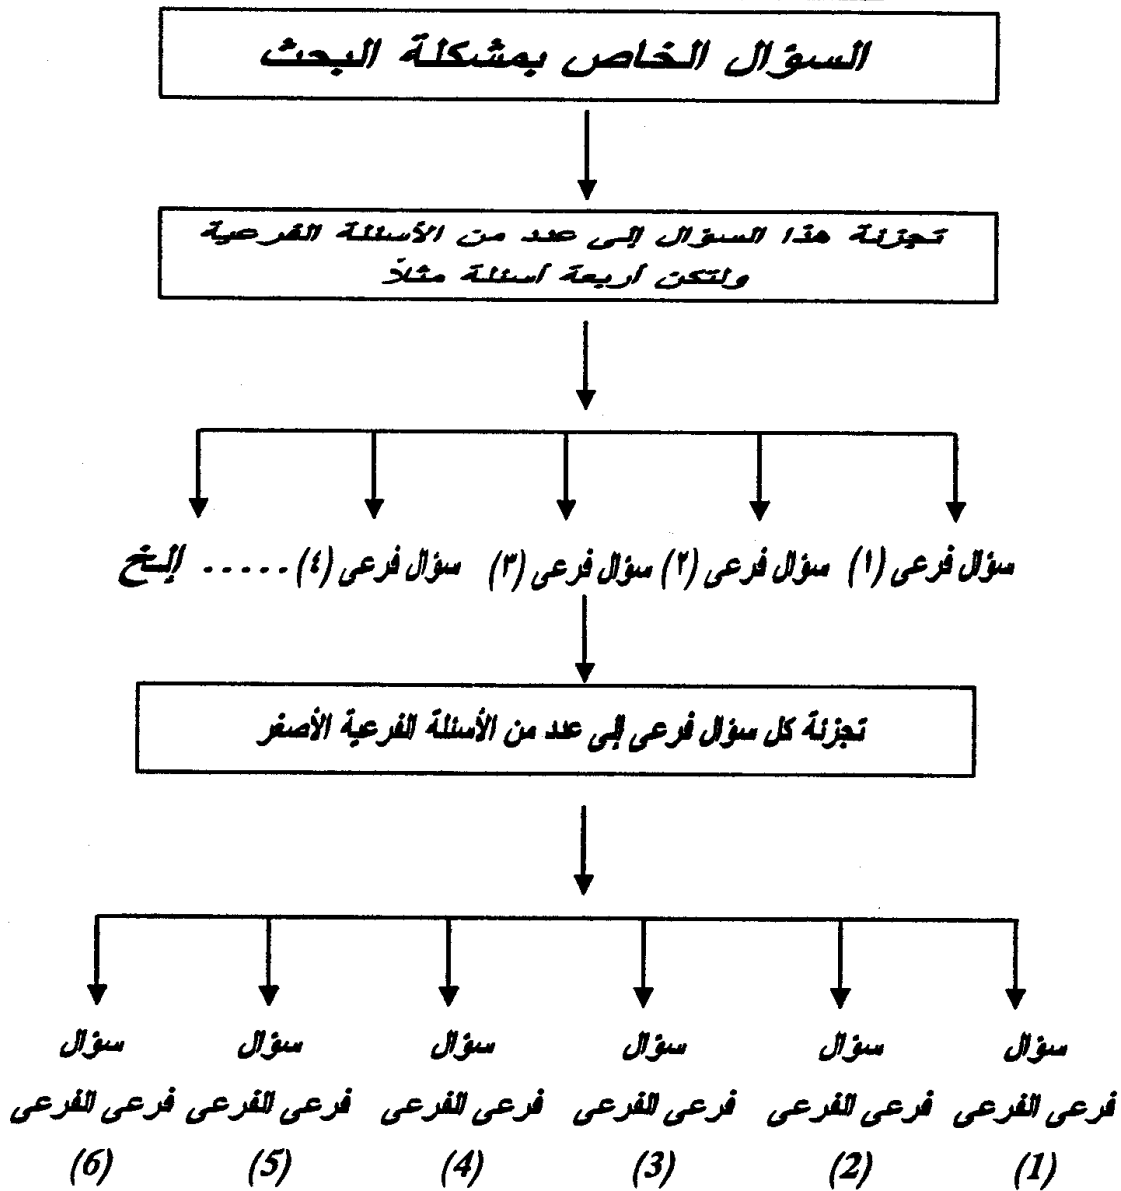 السؤال الخاص بمشكلة البحث
تجزئة هذا السؤال إلى عدد من الأسئلة الفرعية
ولتكن أربعة أسئلة مثلاً
سؤال فرعى (١) سؤال فرعى (٢) سؤال فرعى (٣) سؤال فرعى (٤) ..... إلخ
تجزئة كل سؤال فرعى إلى عدد من الأسئلة الفرعية الأصغر
سؤال سؤال سؤال سؤال سؤال سؤال
فرعى الفرعى فرعى الفرعى فرعى الفرعى فرعى الفرعى فرعى الفرعى فرعى الفرعى
(1) (2) (3) (4) (5) (6)